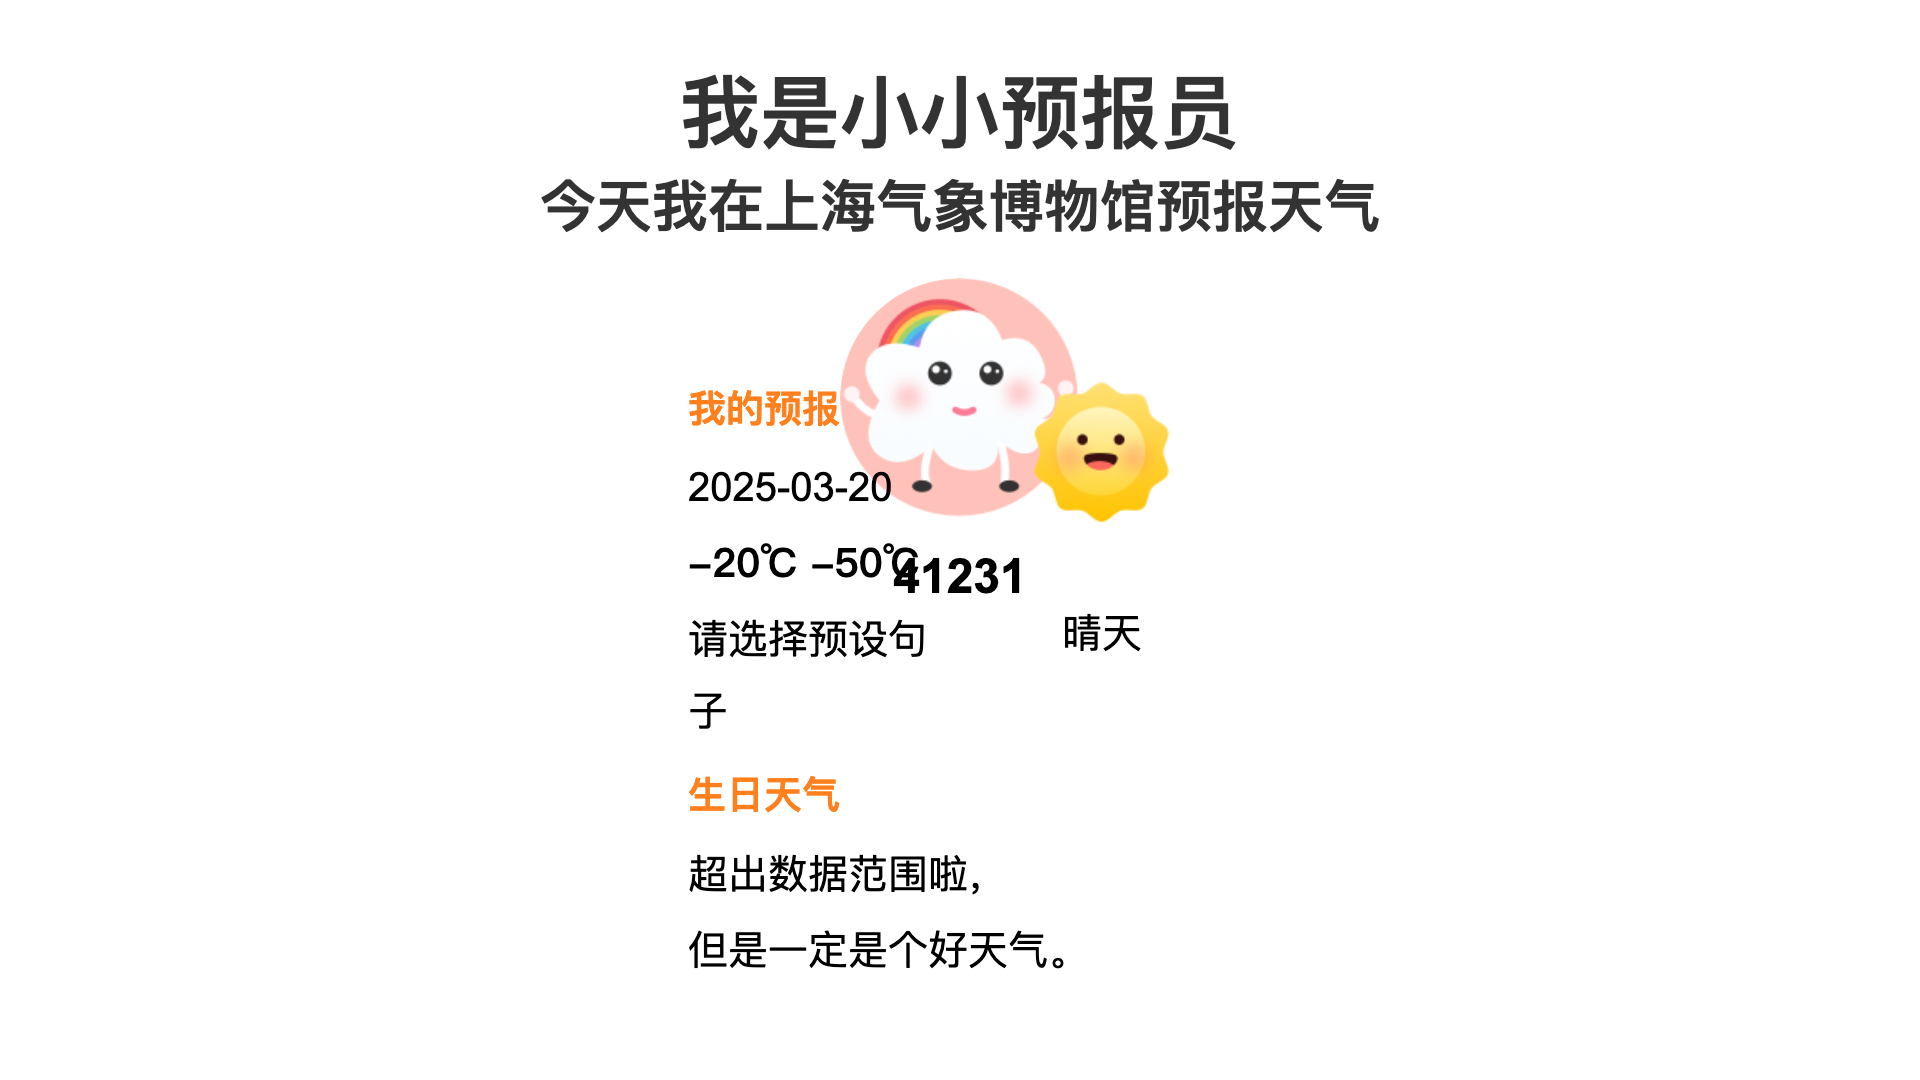 我是小小预报员
今天我在上海气象博物馆预报天气
我的预报
2025-03-20
-20℃ -50℃
41231
请选择预设句
子
晴天
生日天气
超出数据范围啦，
但是一定是个好天气。